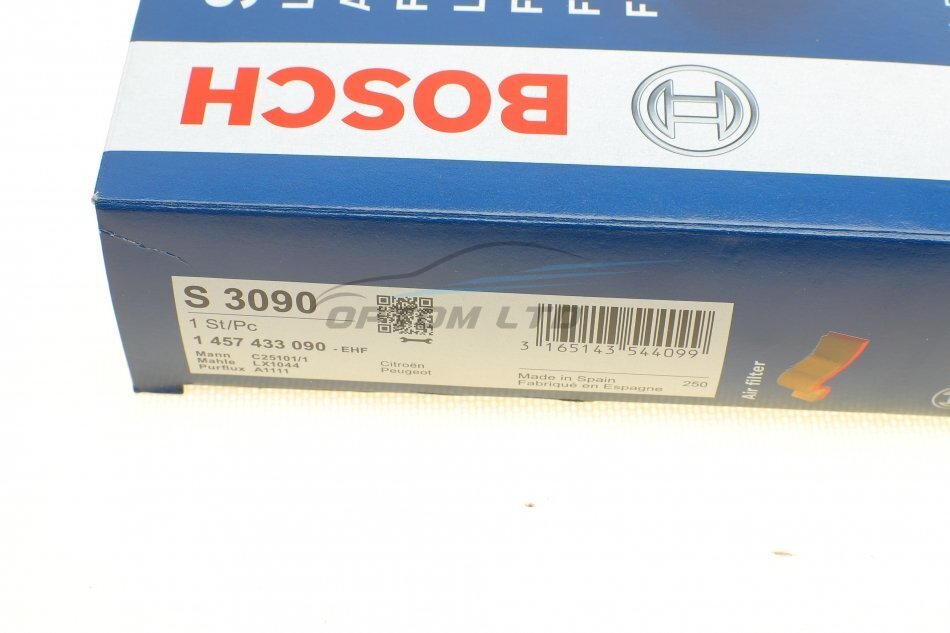 BOSCH
S 3090
1 St/Pc
1 457 433 090 - EHF
Mann C25101/1
Mahle LX1044
Purflux A1111
Citroën
Peugeot
3 165143 544099
Made in Spain
Fabriqué en Espagne
250
Air filter
OPTCOM LTD